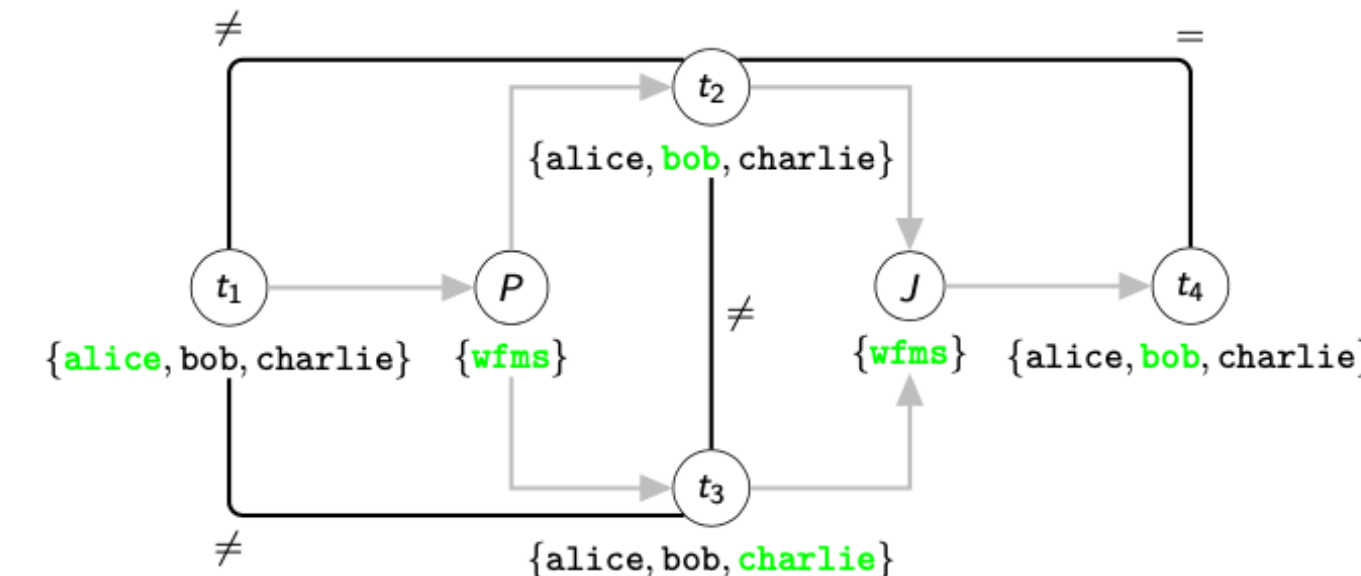 ≠
=
t₂
{alice, bob, charlie}
t₁
P
J
t₄
≠
{alice, bob, charlie}
{wfms}
{wfms}
{alice, bob, charlie}
t₃
≠
{alice, bob, charlie}